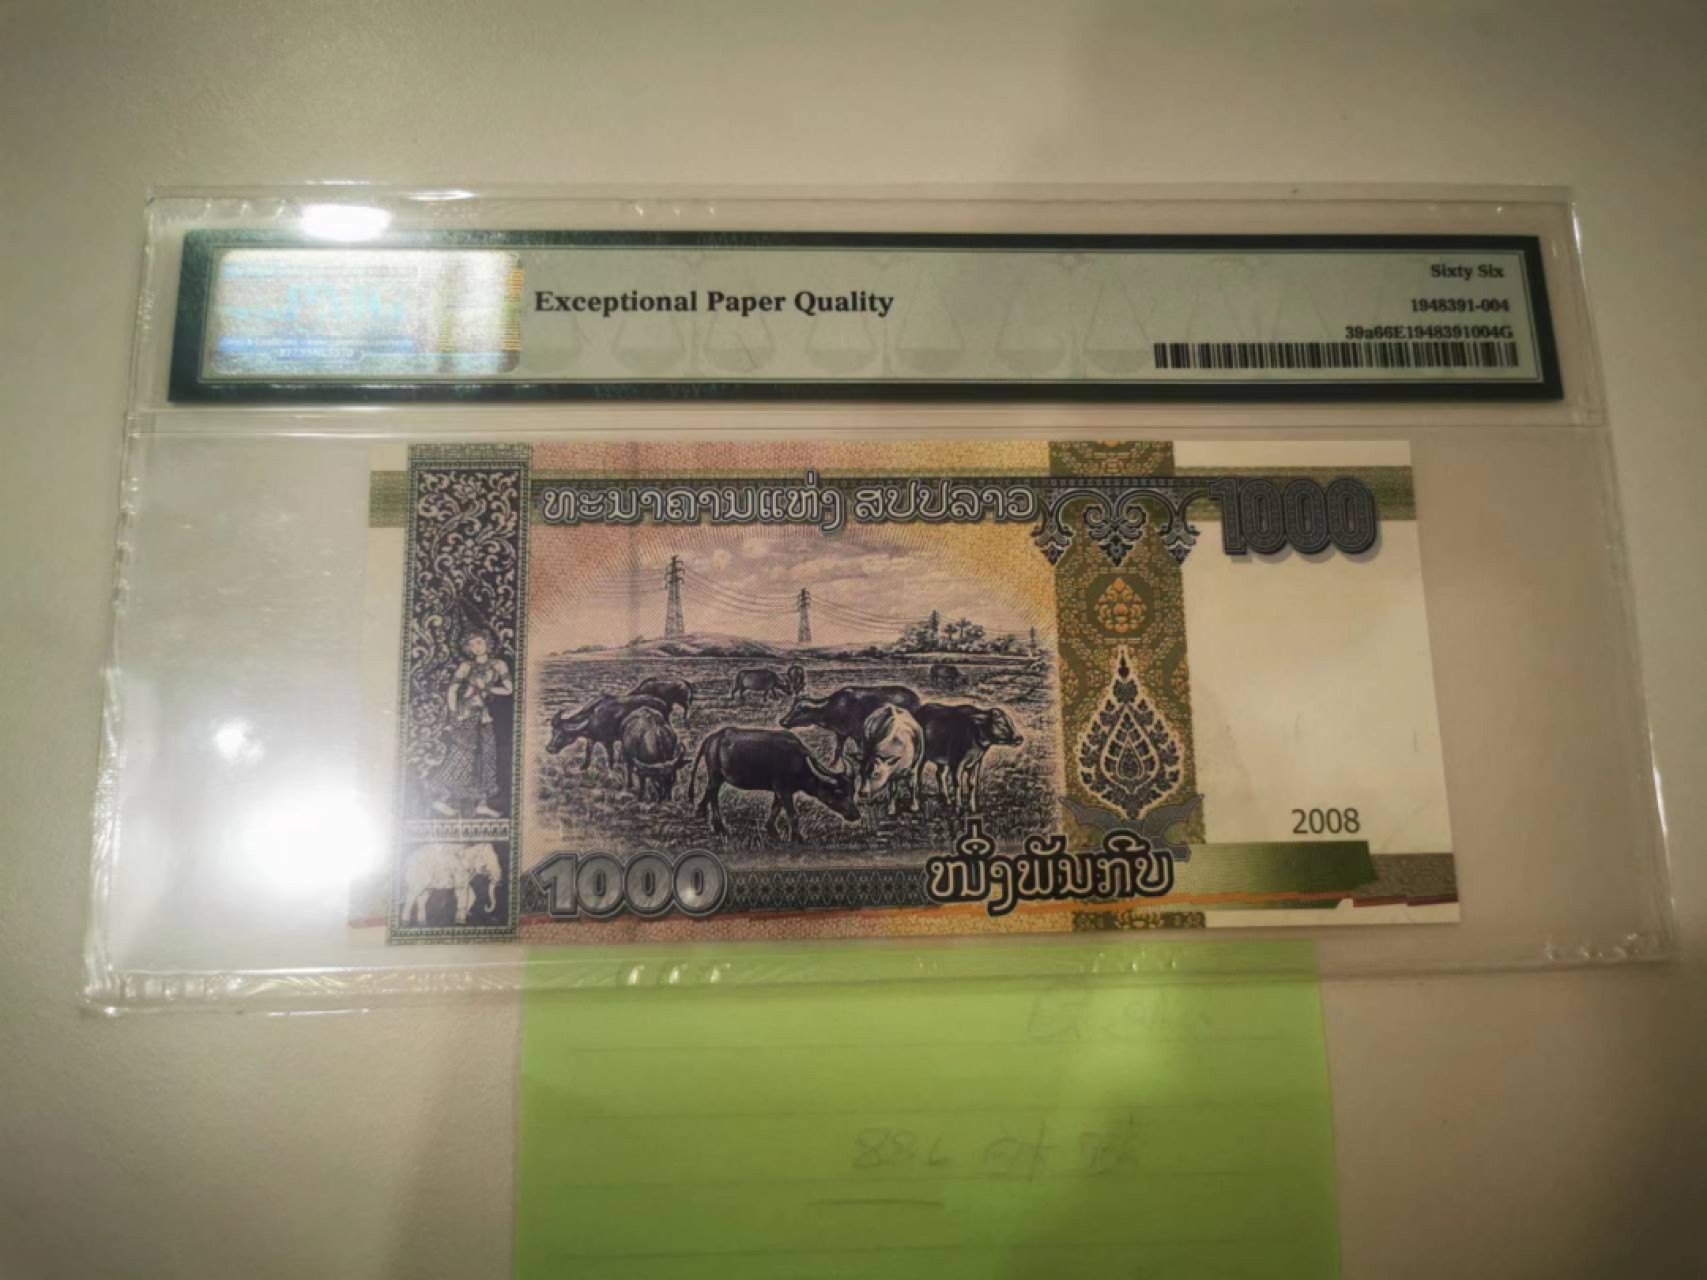 Sixty Six
Exceptional Paper Quality
1948391-004
39a66E1948391004G
PMG
ທະນາຄານແຫ່ງ ສປປລາວ
1000
2008
1000
ໜຶ່ງພັນກີບ